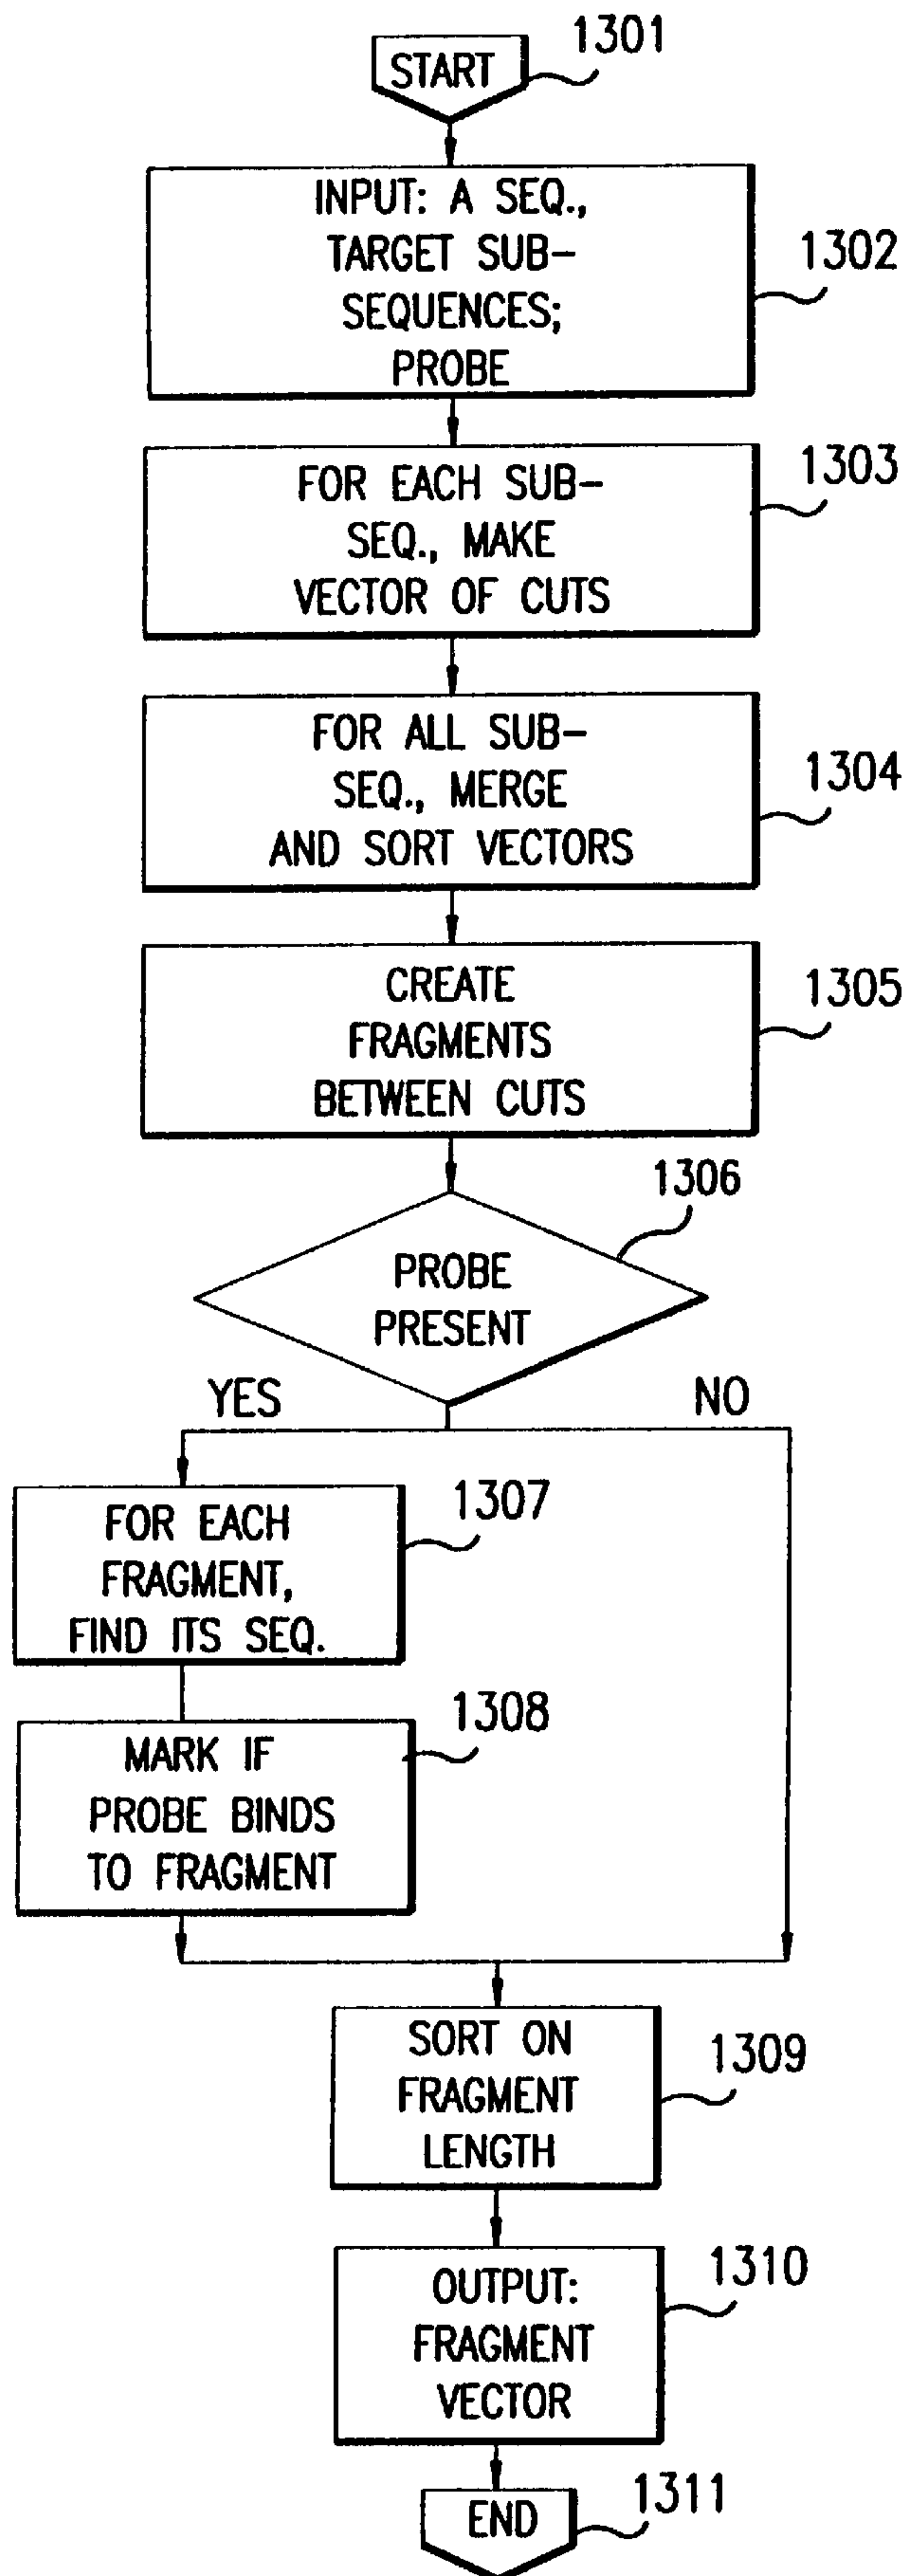 START
1301
INPUT: A SEQ.,
TARGET SUB-
SEQUENCES;
PROBE
1302
FOR EACH SUB-
SEQ., MAKE
VECTOR OF CUTS
1303
FOR ALL SUB-
SEQ., MERGE
AND SORT VECTORS
1304
CREATE
FRAGMENTS
BETWEEN CUTS
1305
PROBE
PRESENT
1306
YES
NO
FOR EACH
FRAGMENT,
FIND ITS SEQ.
1307
MARK IF
PROBE BINDS
TO FRAGMENT
1308
SORT ON
FRAGMENT
LENGTH
1309
OUTPUT:
FRAGMENT
VECTOR
1310
END
1311